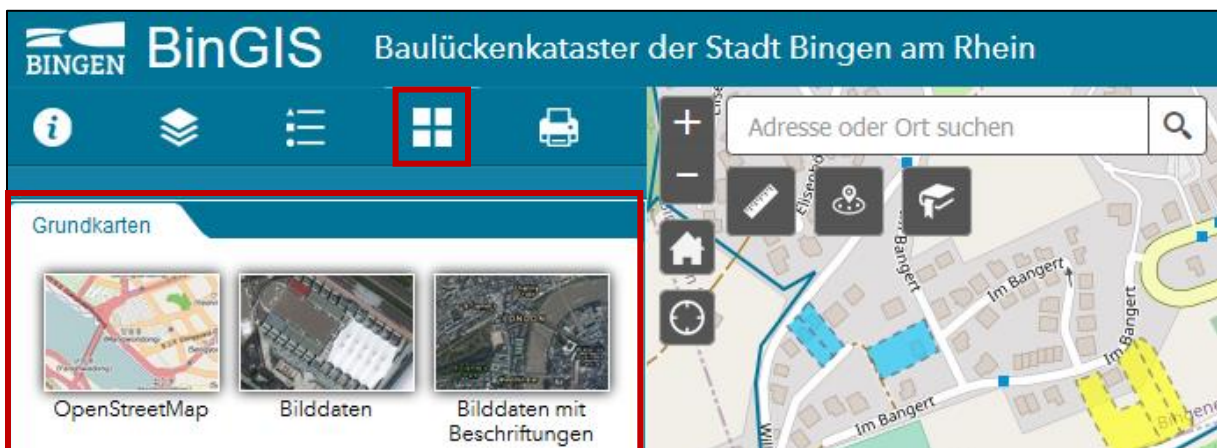 BINGEN
BinGIS
Baulückenkataster der Stadt Bingen am Rhein
i
+
−
Adresse oder Ort suchen
Grundkarten
OpenStreetMap
Bilddaten
Bilddaten mit
Beschriftungen
LONDON
Im Bangert
Im Bangert
Im Bangert
Bangert